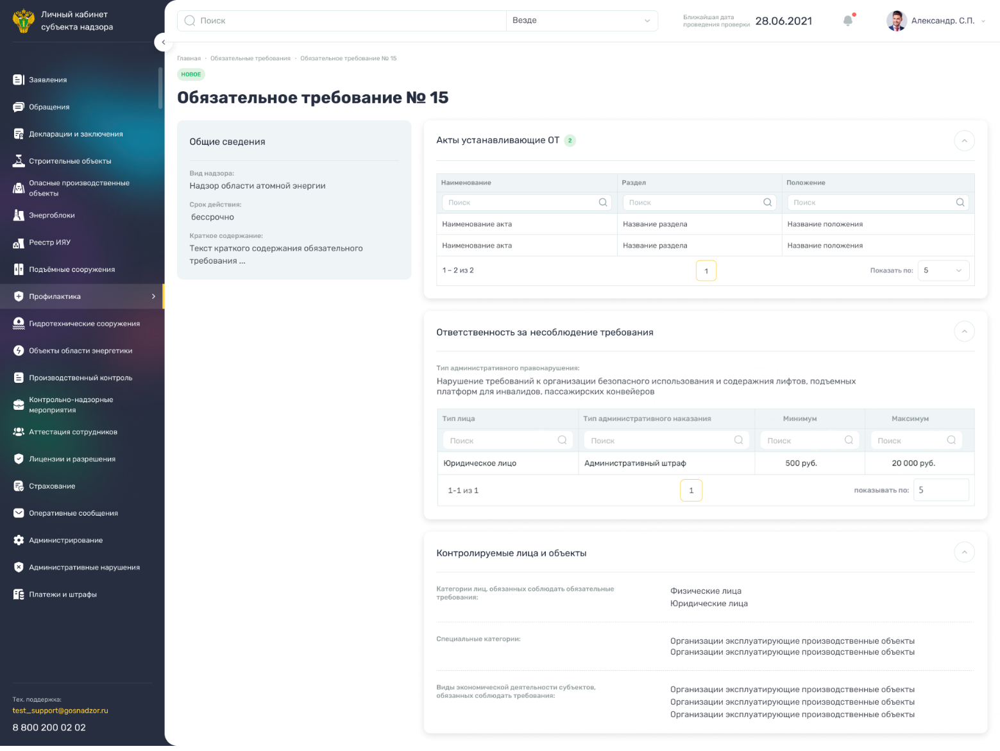 Личный кабинет
субъекта надзора
Заявления
Обращения
Декларации и заключения
Строительные объекты
Опасные производственные
объекты
Энергоблоки
Реестр ИЯУ
Подъёмные сооружения
Профилактика
Гидротехнические сооружения
Объекты области энергетики
Производственный контроль
Контрольно-надзорные
мероприятия
Аттестация сотрудников
Лицензии и разрешения
Страхование
Оперативные сообщения
Администрирование
Административные нарушения
Платежи и штрафы
Тех. поддержка:
test_support@gosnadzor.ru
8 800 200 02 02
Поиск
Везде
Ближайшая дата
проведения проверки
28.06.2021
Александр. С.П.
Главная · Обязательные требования · Обязательное требование № 15
НОВОЕ
Обязательное требование № 15
Общие сведения
Вид надзора:
Надзор области атомной энергии
Срок действия:
бессрочно
Краткое содержание:
Текст краткого содержания обязательного
требования ...
Акты устанавливающие ОТ 2
Наименование Раздел Положение
Поиск Поиск Поиск
Наименование акта Название раздела Название положения
Наименование акта Название раздела Название положения
1 – 2 из 2 1 Показать по: 5
Ответственность за несоблюдение требования
Тип административного правонарушения:
Нарушение требований к организации безопасного использования и содеражния лифтов, подъемных
платформ для инвалидов, пассажирских конвейеров
Тип лица Тип административного наказания Минимум Максимум
Поиск Поиск Поиск Поиск
Юридическое лицо Административный штраф 500 руб. 20 000 руб.
1-1 из 1 1 показывать по: 5
Контролируемые лица и объекты
Категории лиц, обязанных соблюдать обязательные
требования:
Физические лица
Юридические лица
Специальные категории:
Организации эксплуатирующие производственные объекты
Организации эксплуатирующие производственные объекты
Виды экономической деятельности субъектов,
обязанных соблюдать требования:
Организации эксплуатирующие производственные объекты
Организации эксплуатирующие производственные объекты
Организации эксплуатирующие производственные объекты